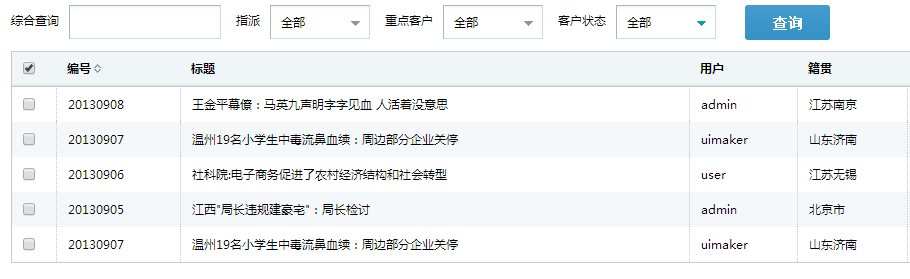 综合查询 指派 全部 重点客户 全部 客户状态 全部 查询
编号 标题 用户 籍贯
20130908 王金平幕僚：马英九声明字字见血 人活着没意思 admin 江苏南京
20130907 温州19名小学生中毒流鼻血续：周边部分企业关停 uimaker 山东济南
20130906 社科院:电子商务促进了农村经济结构和社会转型 user 江苏无锡
20130905 江西"局长违规建豪宅"：局长检讨 admin 北京市
20130907 温州19名小学生中毒流鼻血续：周边部分企业关停 uimaker 山东济南